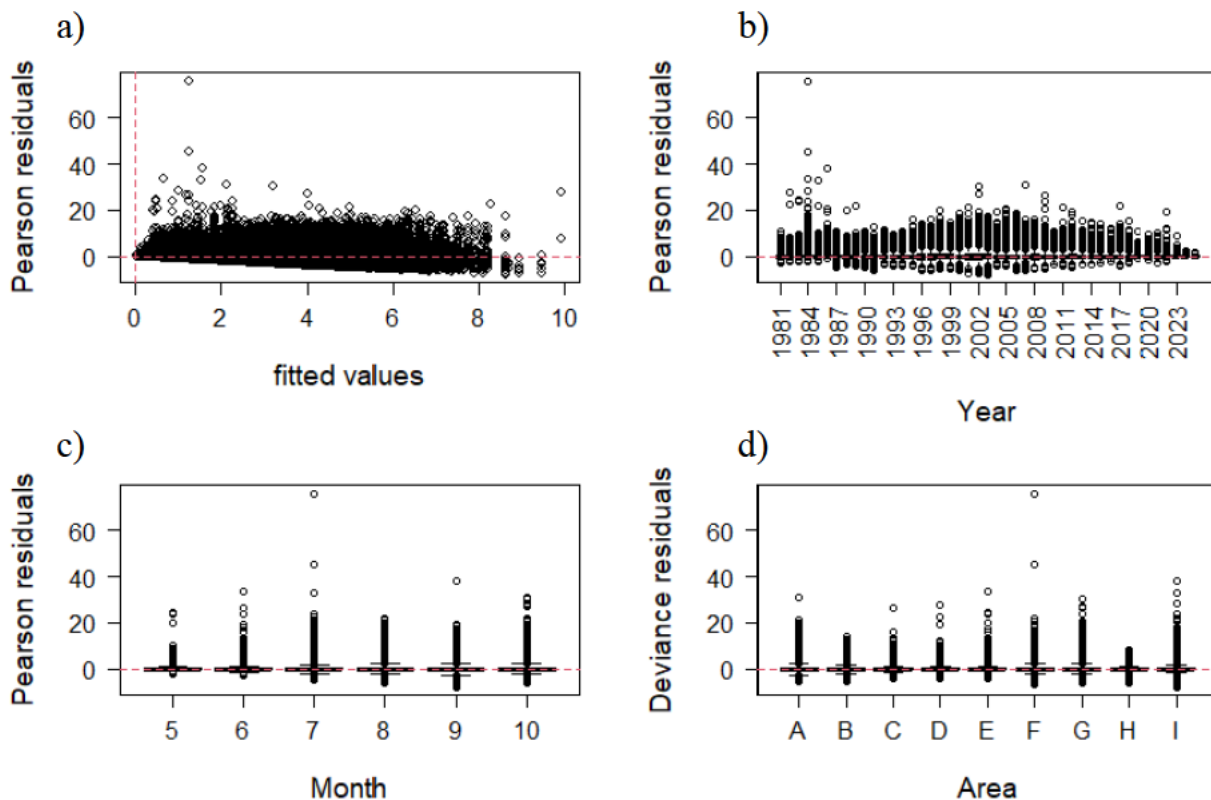 a)
Pearson residuals
60
40
20
0
0 2 4 6 8 10
fitted values
b)
Pearson residuals
60
40
20
0
1981 1984 1987 1990 1993 1996 1999 2002 2005 2008 2011 2014 2017 2020 2023
Year
c)
Pearson residuals
60
40
20
0
5 6 7 8 9 10
Month
d)
Deviance residuals
60
40
20
0
A B C D E F G H I
Area